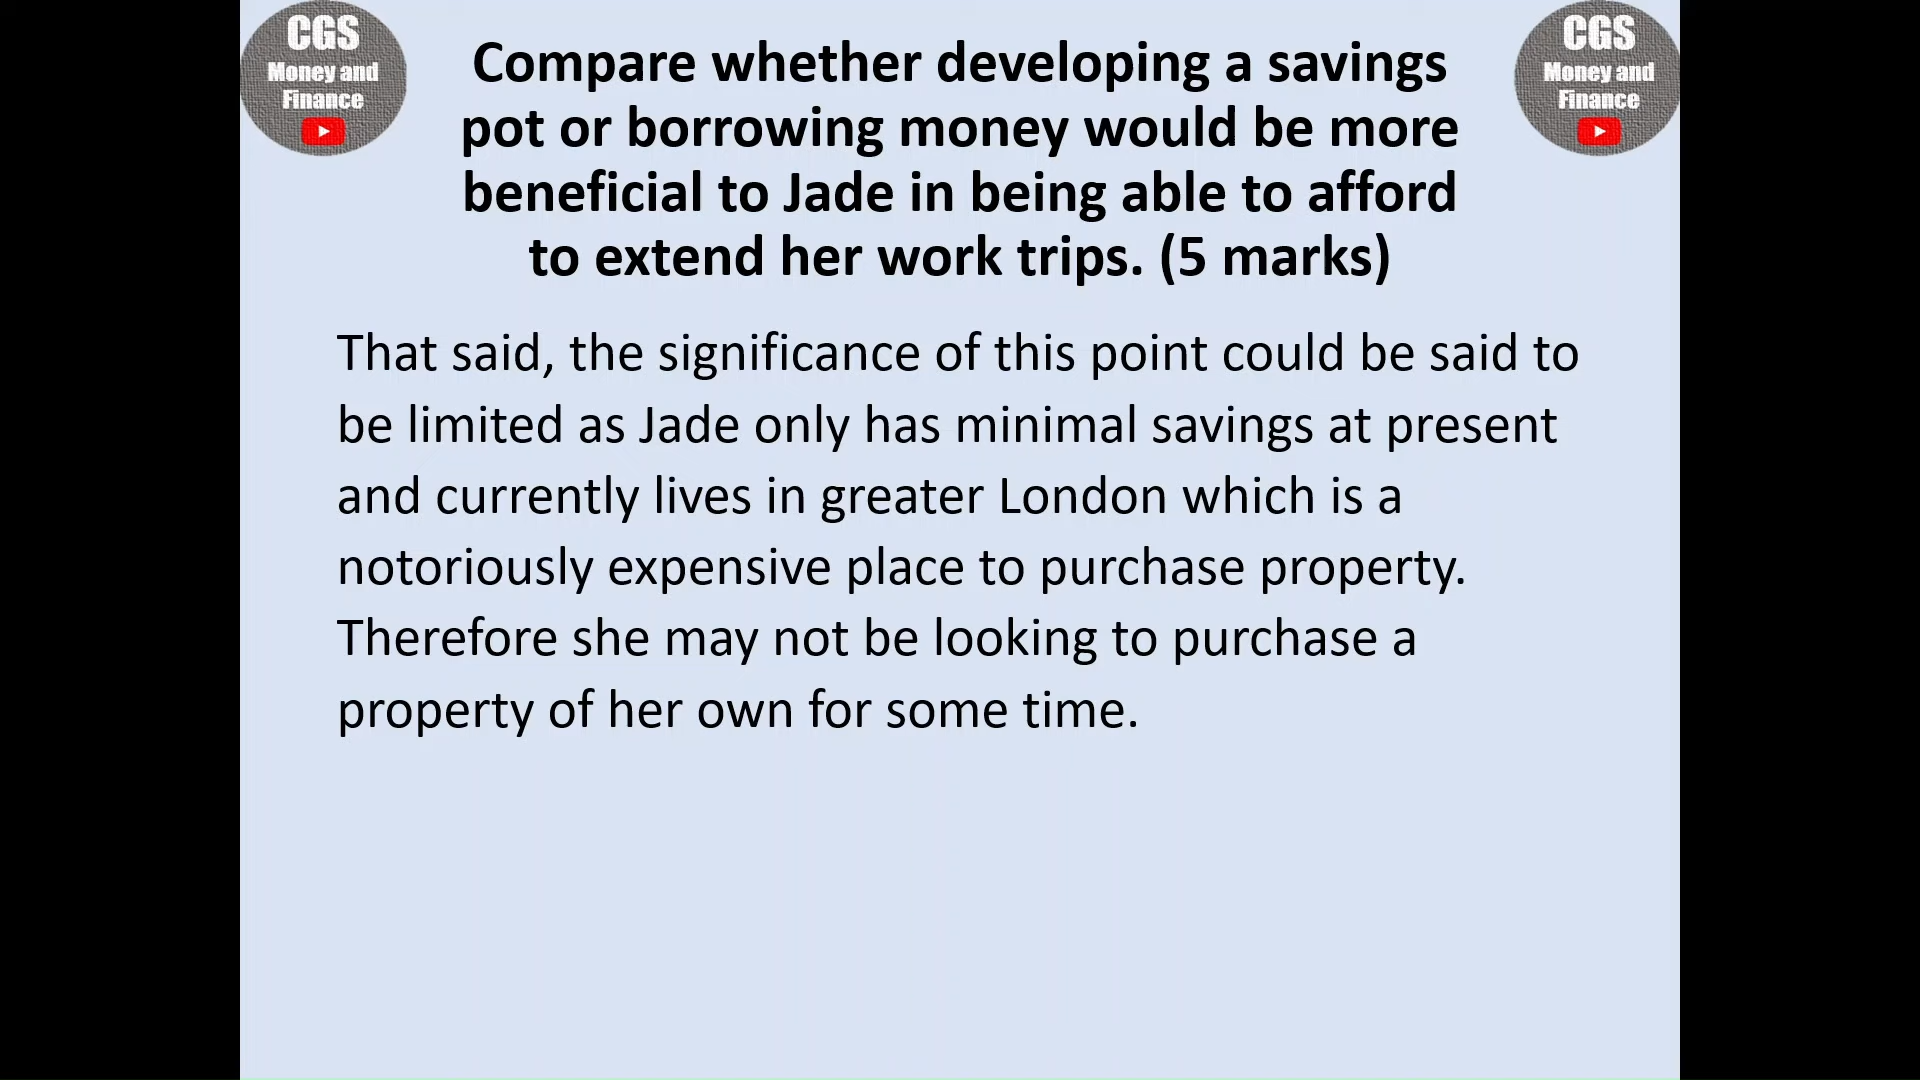 CGS
Money and
Finance
CGS
Money and
Finance
Compare whether developing a savings
pot or borrowing money would be more
beneficial to Jade in being able to afford
to extend her work trips. (5 marks)
That said, the significance of this point could be said to
be limited as Jade only has minimal savings at present
and currently lives in greater London which is a
notoriously expensive place to purchase property.
Therefore she may not be looking to purchase a
property of her own for some time.